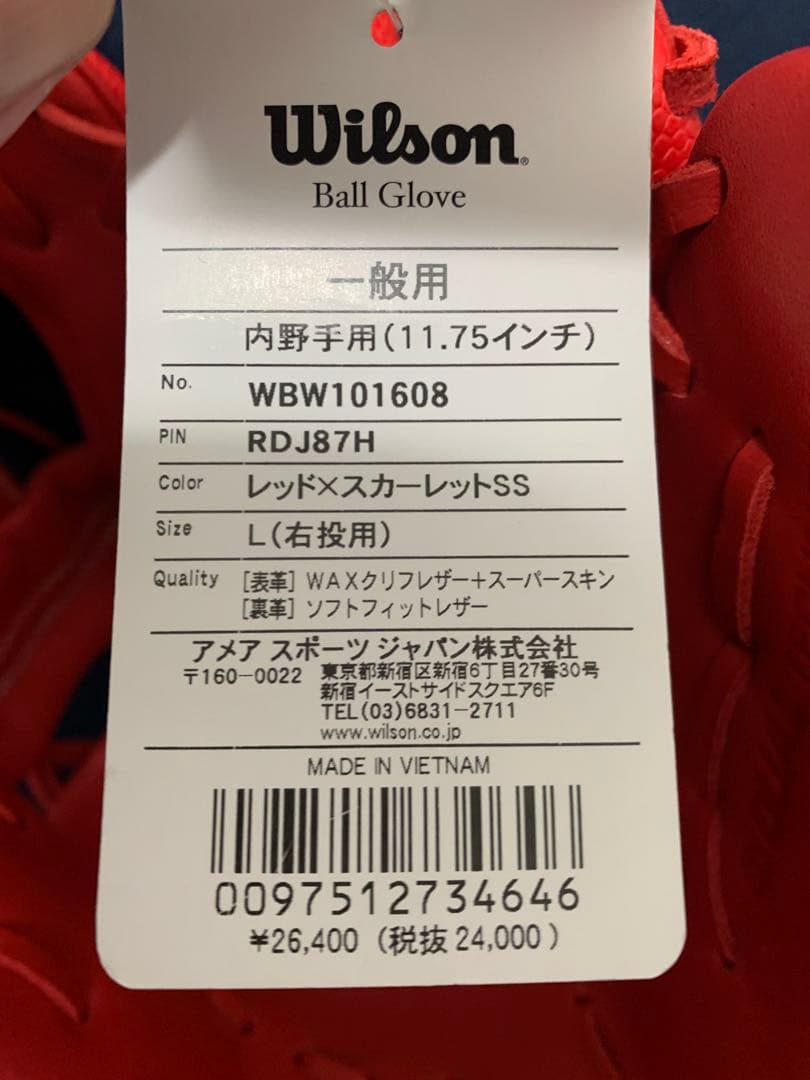 Wilson®
Ball Glove
一般用
内野手用(11.75インチ)
No. WBW101608
PIN RDJ87H
Color レッド×スカーレットSS
Size L(右投用)
Quality [表革] WAXクリフレザー+スーパースキン
[裏革] ソフトフィットレザー
アメア スポーツ ジャパン株式会社
〒160-0022 東京都新宿区新宿6丁目27番30号
新宿イーストサイドスクエア6F
TEL(03)6831-2711
www.wilson.co.jp
MADE IN VIETNAM
0097512734646
¥26,400 (税抜 24,000)